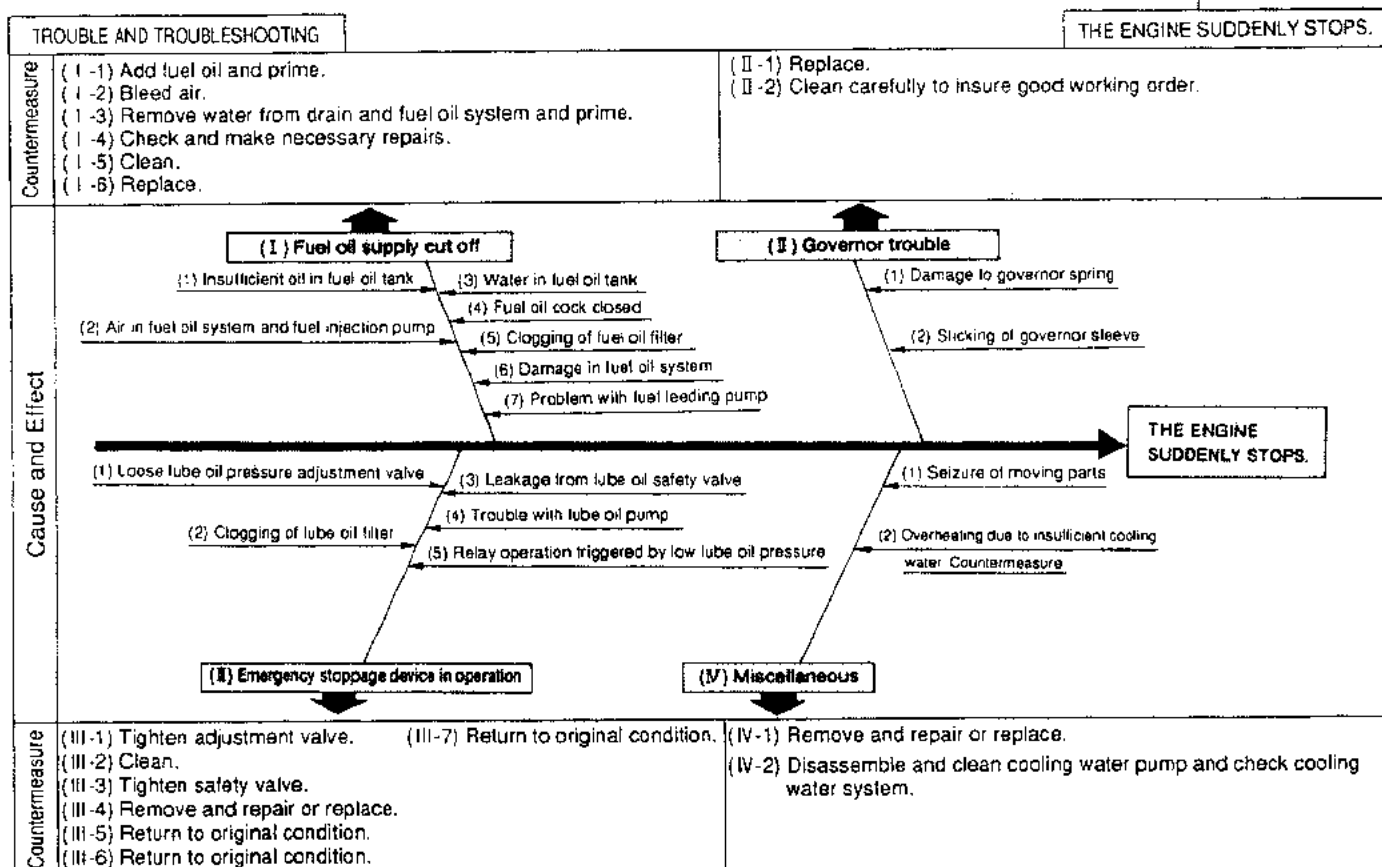 TROUBLE AND TROUBLESHOOTING
THE ENGINE SUDDENLY STOPS.
Countermeasure
(Ⅰ-1) Add fuel oil and prime.
(Ⅰ-2) Bleed air.
(Ⅰ-3) Remove water from drain and fuel oil system and prime.
(Ⅰ-4) Check and make necessary repairs.
(Ⅰ-5) Clean.
(Ⅰ-6) Replace.
(Ⅱ-1) Replace.
(Ⅱ-2) Clean carefully to insure good working order.
Cause and Effect
(Ⅰ) Fuel oil supply cut off
(1) Insufficient oil in fuel oil tank
(3) Water in fuel oil tank
(4) Fuel oil cock closed
(2) Air in fuel oil system and fuel injection pump
(5) Clogging of fuel oil filter
(6) Damage in fuel oil system
(7) Problem with fuel feeding pump
(Ⅱ) Governor trouble
(1) Damage to governor spring
(2) Sticking of governor sleeve
THE ENGINE
SUDDENLY STOPS.
(1) Loose lube oil pressure adjustment valve
(3) Leakage from lube oil safety valve
(4) Trouble with lube oil pump
(2) Clogging of lube oil filter
(5) Relay operation triggered by low lube oil pressure
(Ⅲ) Emergency stoppage device in operation
(1) Seizure of moving parts
(2) Overheating due to insufficient cooling
water Countermeasure
(Ⅳ) Miscellaneous
Countermeasure
(Ⅲ-1) Tighten adjustment valve.
(Ⅲ-2) Clean.
(Ⅲ-3) Tighten safety valve.
(Ⅲ-4) Remove and repair or replace.
(Ⅲ-5) Return to original condition.
(Ⅲ-6) Return to original condition.
(Ⅲ-7) Return to original condition.
(Ⅳ-1) Remove and repair or replace.
(Ⅳ-2) Disassemble and clean cooling water pump and check cooling
water system.